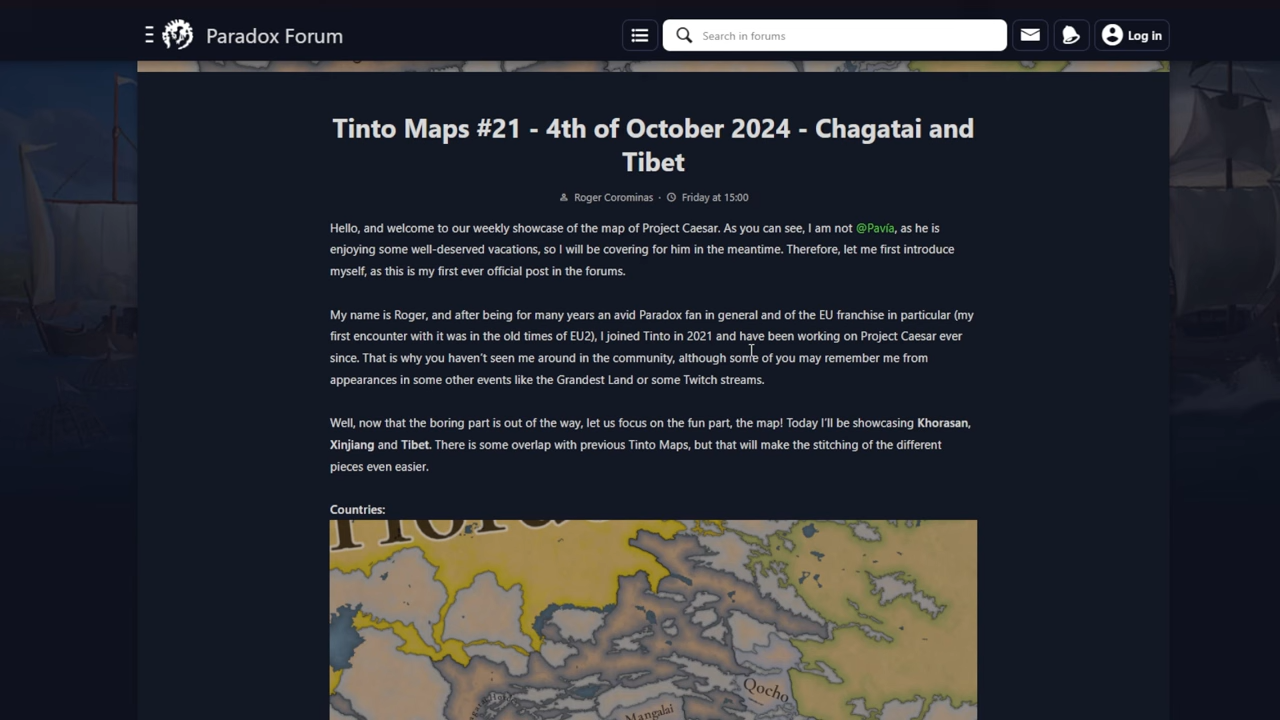 Paradox Forum
Search in forums
Log in
Tinto Maps #21 - 4th of October 2024 - Chagatai and
Tibet
Roger Corominas · Friday at 15:00
Hello, and welcome to our weekly showcase of the map of Project Caesar. As you can see, I am not @Pavía, as he is
enjoying some well-deserved vacations, so I will be covering for him in the meantime. Therefore, let me first introduce
myself, as this is my first ever official post in the forums.
My name is Roger, and after being for many years an avid Paradox fan in general and of the EU franchise in particular (my
first encounter with it was in the old times of EU2), I joined Tinto in 2021 and have been working on Project Caesar ever
since. That is why you haven't seen me around in the community, although some of you may remember me from
appearances in some other events like the Grandest Land or some Twitch streams.
Well, now that the boring part is out of the way, let us focus on the fun part, the map! Today I'll be showcasing Khorasan,
Xinjiang and Tibet. There is some overlap with previous Tinto Maps, but that will make the stitching of the different
pieces even easier.
Countries:
Qocho
Mangalai